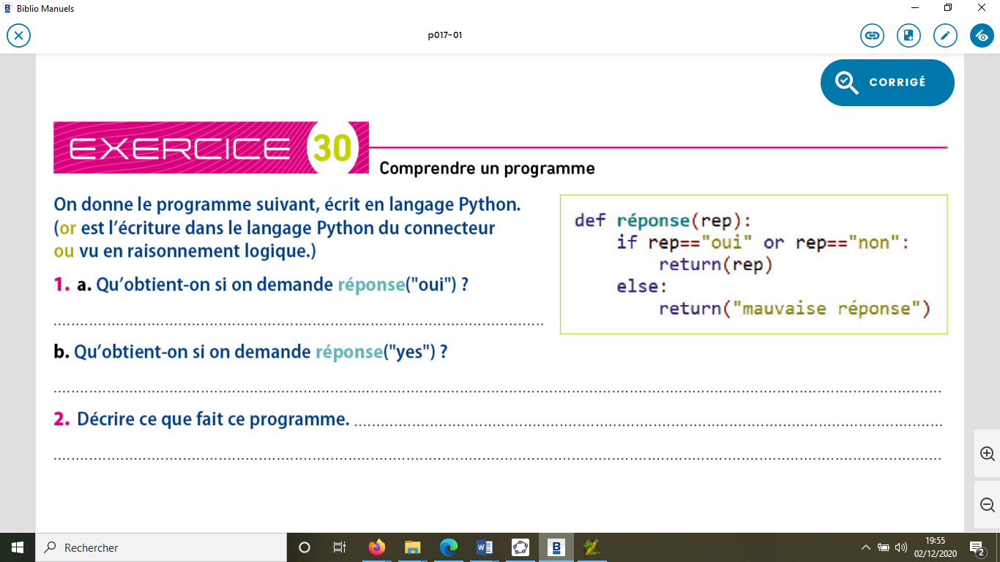 Biblio Manuels
p017-01
CORRIGÉ
EXERCICE 30
Comprendre un programme
On donne le programme suivant, écrit en langage Python.
(or est l’écriture dans le langage Python du connecteur
ou vu en raisonnement logique.)
1. a. Qu’obtient-on si on demande réponse("oui") ?
def réponse(rep):
if rep=="oui" or rep=="non":
return(rep)
else:
return("mauvaise réponse")
b. Qu’obtient-on si on demande réponse("yes") ?
2. Décrire ce que fait ce programme.
Rechercher
19:55
02/12/2020
2